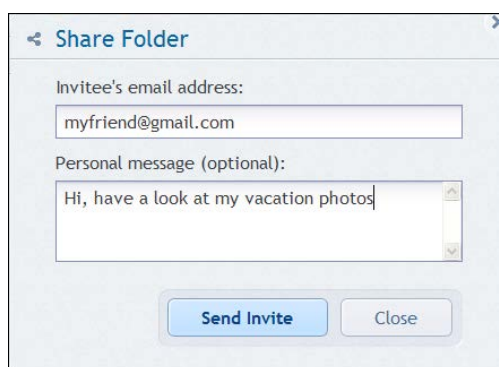 Share Folder
Invitee's email address:
myfriend@gmail.com
Personal message (optional):
Hi, have a look at my vacation photos
Send Invite Close